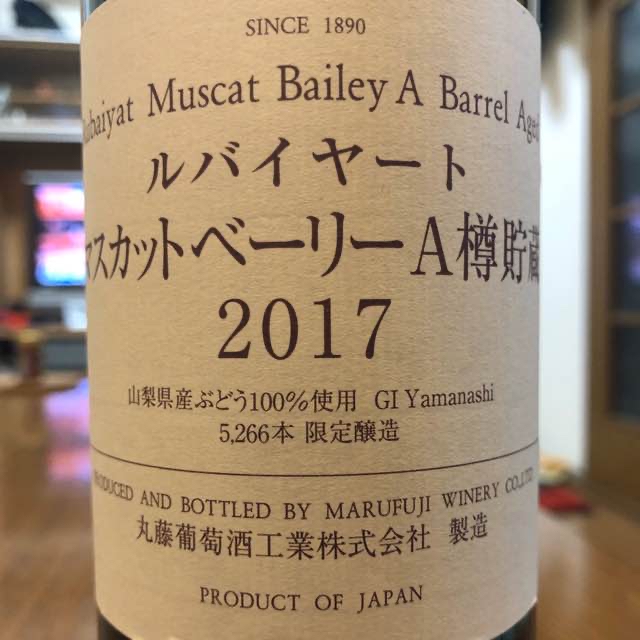 SINCE 1890
Rubaiyat Muscat Bailey A Barrel Aged
ルバイヤート
マスカットベーリーA樽貯蔵
2017
山梨県産ぶどう100%使用 GI Yamanashi
5,266本 限定醸造
PRODUCED AND BOTTLED BY MARUFUJI WINERY CO.,LTD
丸藤葡萄酒工業株式会社 製造
PRODUCT OF JAPAN